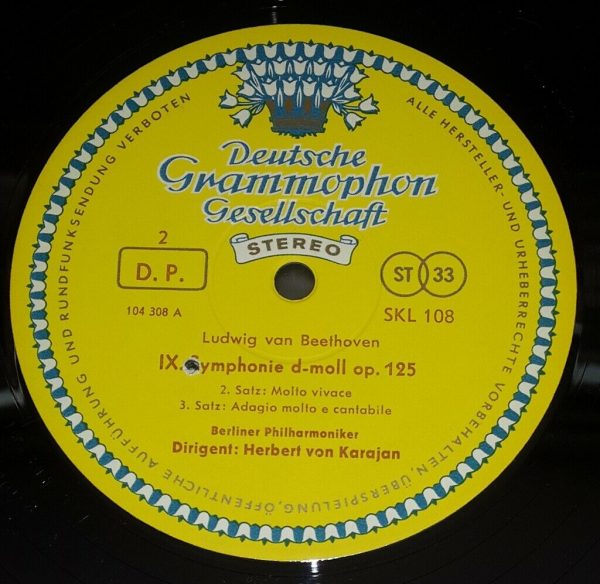 ALLE HERSTELLER- UND URHEBERRECHTE VORBEHALTEN, ÜBERSPIELUNG, ÖFFENTLICHE AUFFÜHRUNG UND RUNDFUNKSENDUNG VERBOTEN
Deutsche
Grammophon
Gesellschaft
STEREO
2
D. P.
ST 33
104 308 A
SKL 108
Ludwig van Beethoven
IX. Symphonie d-moll op. 125
2. Satz: Molto vivace
3. Satz: Adagio molto e cantabile
Berliner Philharmoniker
Dirigent: Herbert von Karajan